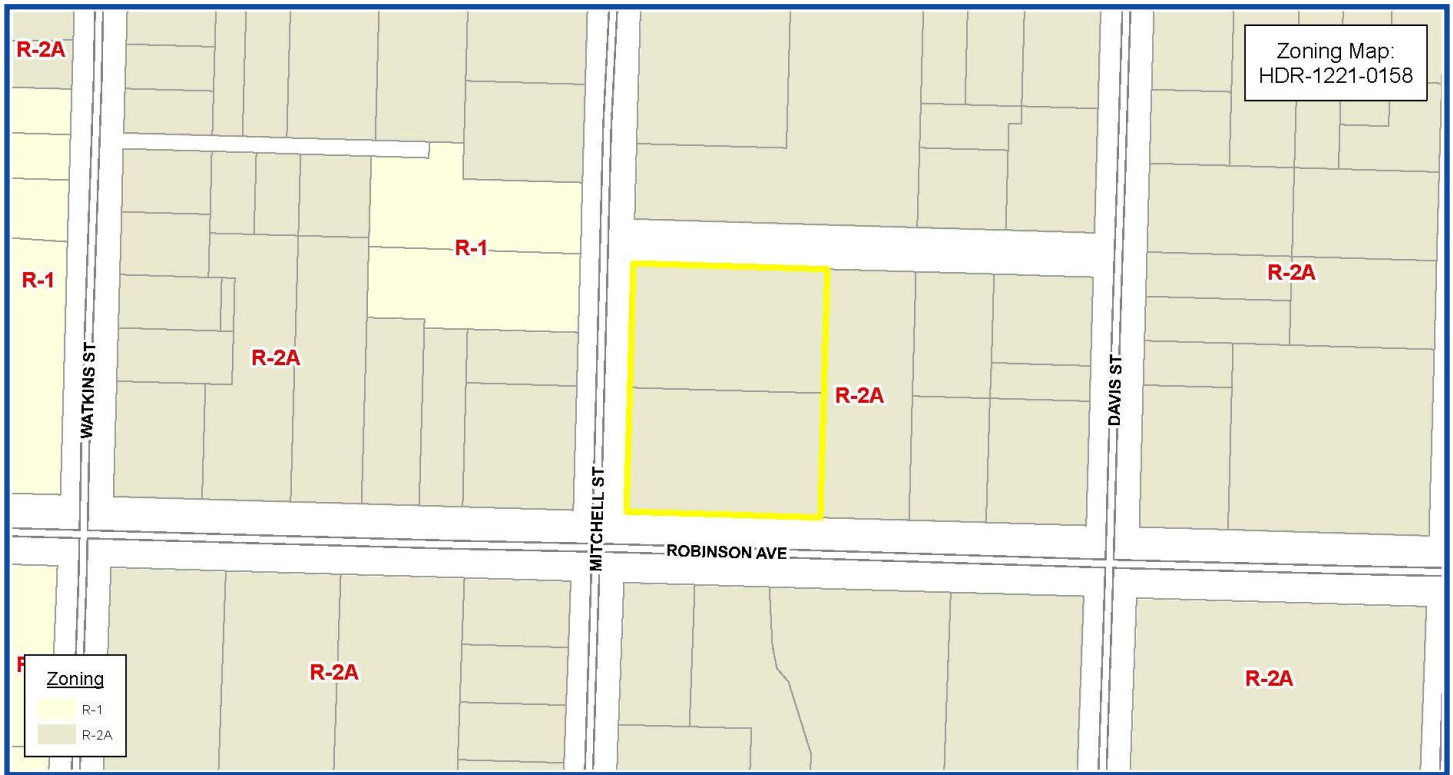 R-2A
Zoning Map:
HDR-1221-0158
R-1
R-2A
R-1
R-2A
R-2A
WATKINS ST
MITCHELL ST
DAVIS ST
ROBINSON AVE
R-2A
R-2A
Zoning
R-1
R-2A